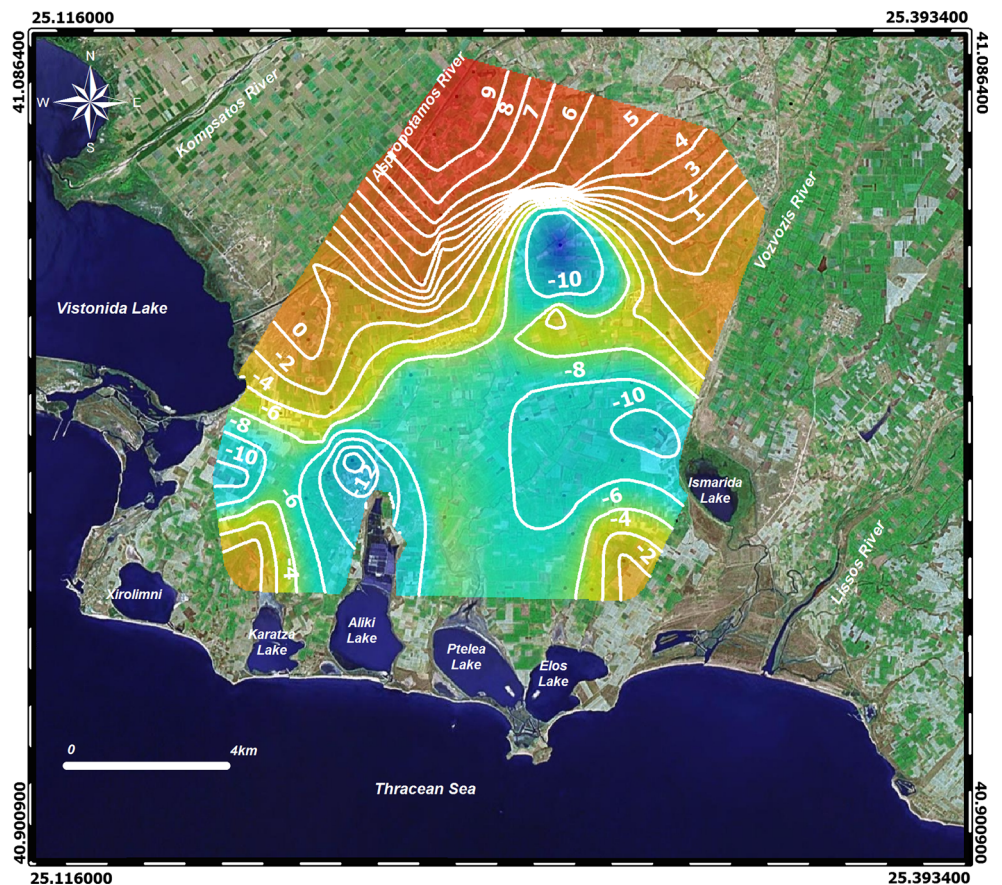 25.116000
25.393400
41.086400
41.086400
N
W
E
S
Kompsatos River
Aspropotamos River
9
8
7
6
5
4
3
2
1
Vozvozis River
-10
Vistonida Lake
0
-2
-4
-6
-8
-10
-8
-10
-12
-6
-4
-6
-4
-2
Ismarida
Lake
Lissos River
Xirolimni
Karatza
Lake
Aliki
Lake
Ptelea
Lake
Elos
Lake
0
4km
Thracean Sea
40.900900
40.900900
25.116000
25.393400